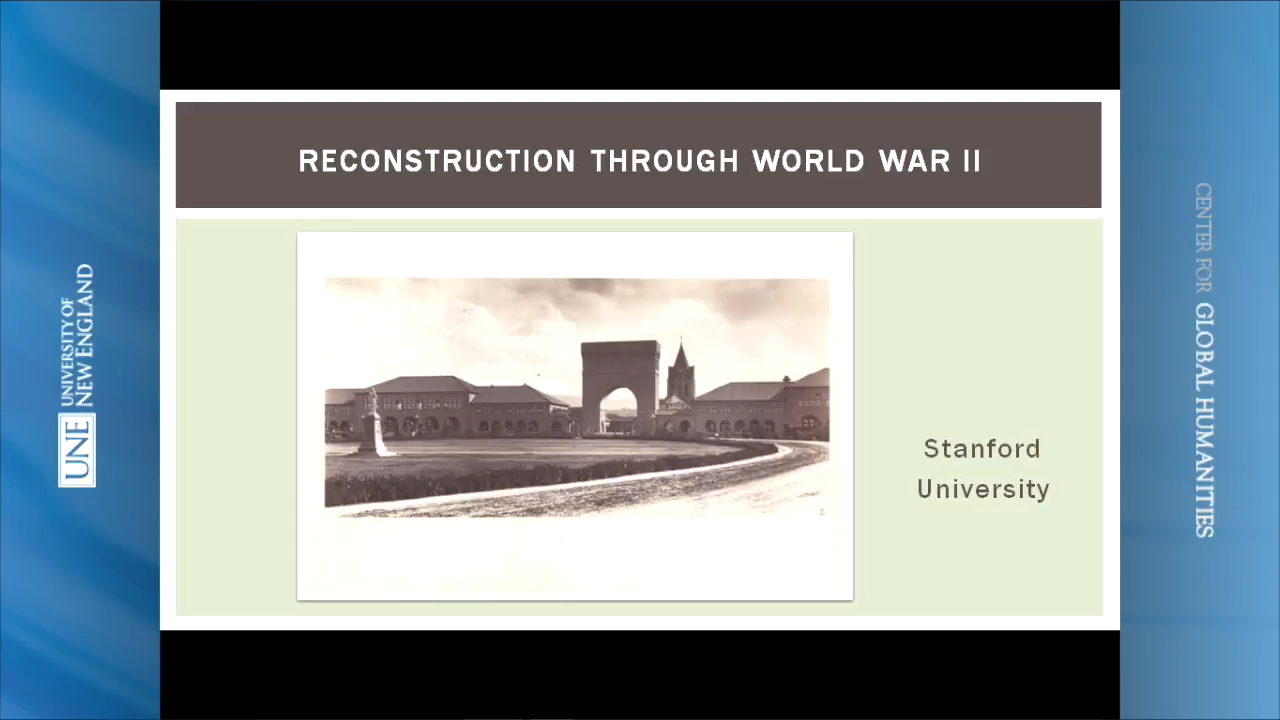 RECONSTRUCTION THROUGH WORLD WAR II
Stanford
University
UNE
UNIVERSITY OF
NEW ENGLAND
CENTER FOR GLOBAL HUMANITIES